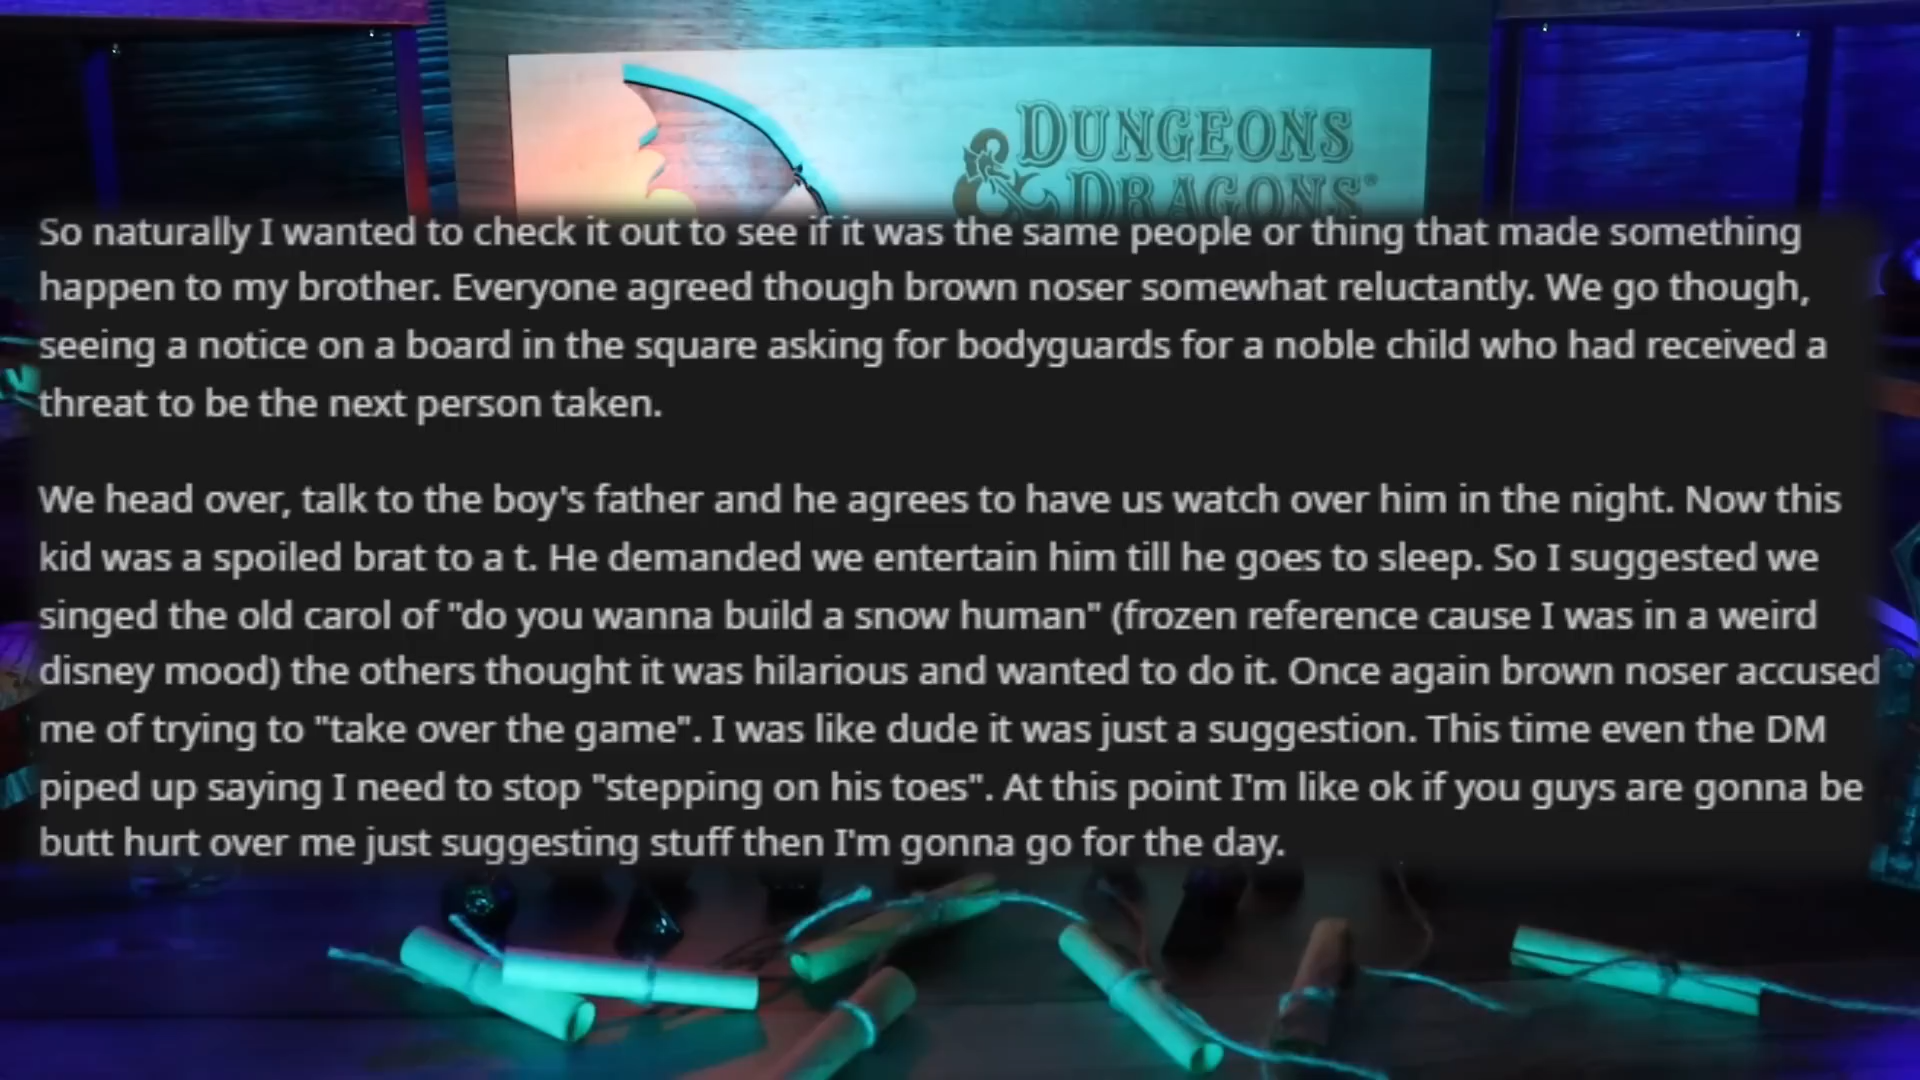 DUNGEONS
& DRAGONS®
So naturally I wanted to check it out to see if it was the same people or thing that made something
happen to my brother. Everyone agreed though brown noser somewhat reluctantly. We go though,
seeing a notice on a board in the square asking for bodyguards for a noble child who had received a
threat to be the next person taken.
We head over, talk to the boy's father and he agrees to have us watch over him in the night. Now this
kid was a spoiled brat to a t. He demanded we entertain him till he goes to sleep. So I suggested we
singed the old carol of "do you wanna build a snow human" (frozen reference cause I was in a weird
disney mood) the others thought it was hilarious and wanted to do it. Once again brown noser accused
me of trying to "take over the game". I was like dude it was just a suggestion. This time even the DM
piped up saying I need to stop "stepping on his toes". At this point I'm like ok if you guys are gonna be
butt hurt over me just suggesting stuff then I'm gonna go for the day.